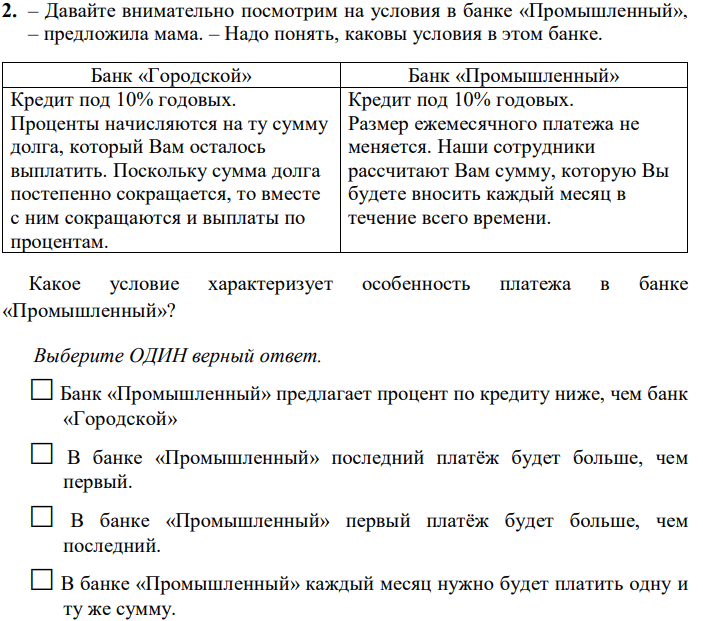 2. – Давайте внимательно посмотрим на условия в банке «Промышленный»,
– предложила мама. – Надо понять, каковы условия в этом банке.
Банк «Городской»
Кредит под 10% годовых.
Проценты начисляются на ту сумму
долга, который Вам осталось
выплатить. Поскольку сумма долга
постепенно сокращается, то вместе
с ним сокращаются и выплаты по
процентам.
Банк «Промышленный»
Кредит под 10% годовых.
Размер ежемесячного платежа не
меняется. Наши сотрудники
рассчитают Вам сумму, которую Вы
будете вносить каждый месяц в
течение всего времени.
Какое условие характеризует особенность платежа в банке
«Промышленный»?
Выберите ОДИН верный ответ.
Банк «Промышленный» предлагает процент по кредиту ниже, чем банк
«Городской»
В банке «Промышленный» последний платёж будет больше, чем
первый.
В банке «Промышленный» первый платёж будет больше, чем
последний.
В банке «Промышленный» каждый месяц нужно будет платить одну и
ту же сумму.